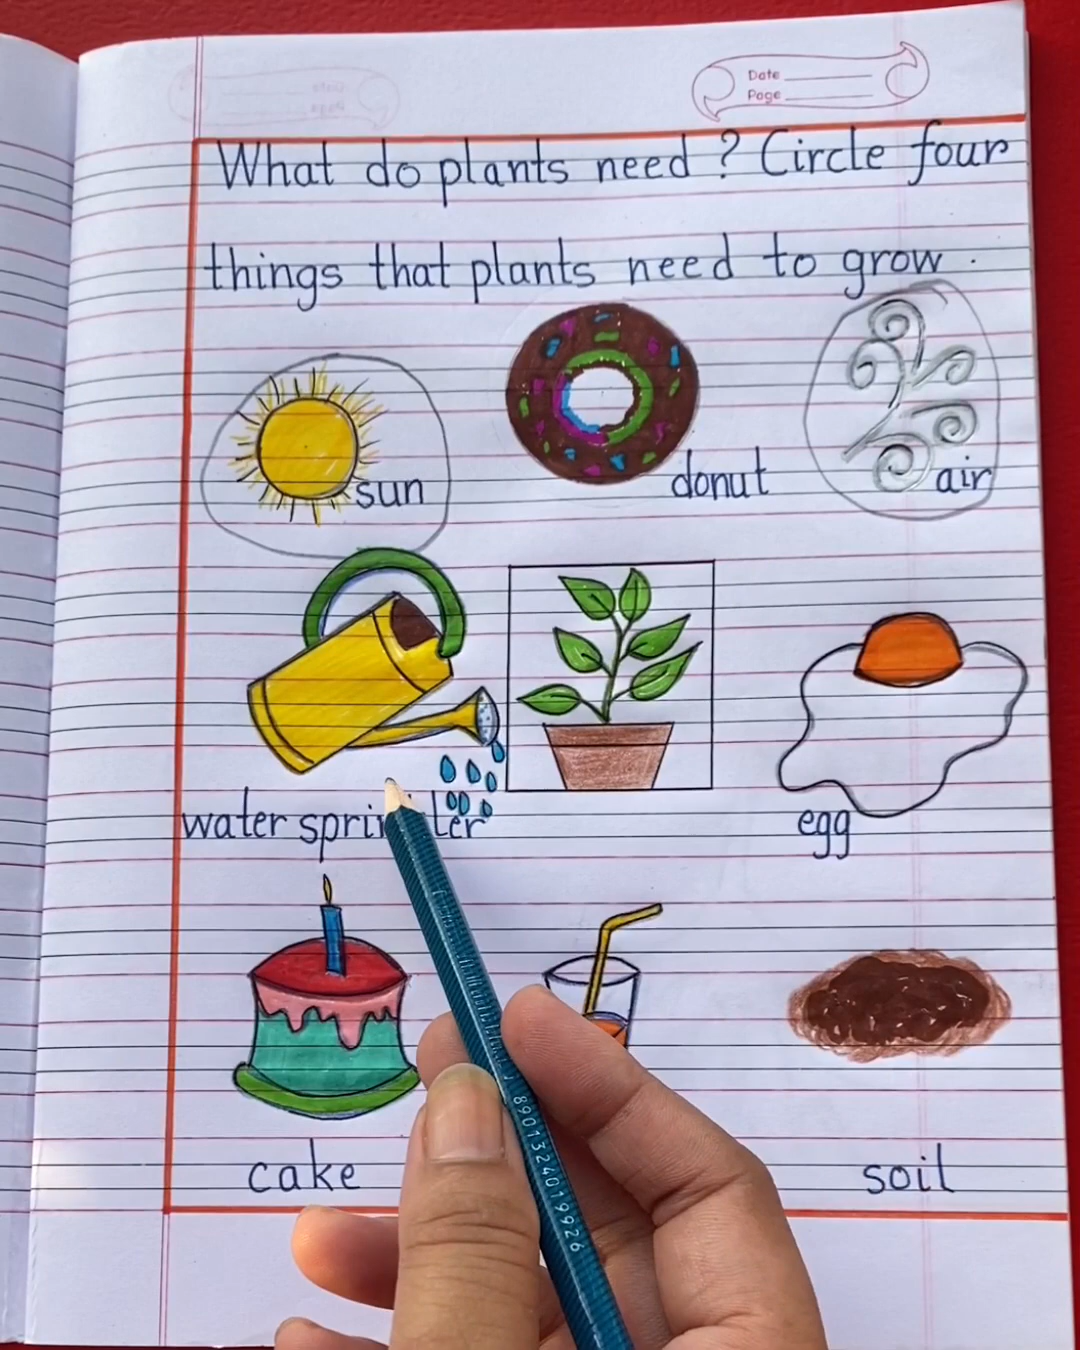 Date
Page
What do plants need? Circle four
things that plants need to grow.
sun
donut
air
water
egg
cake
soil
8901324019926